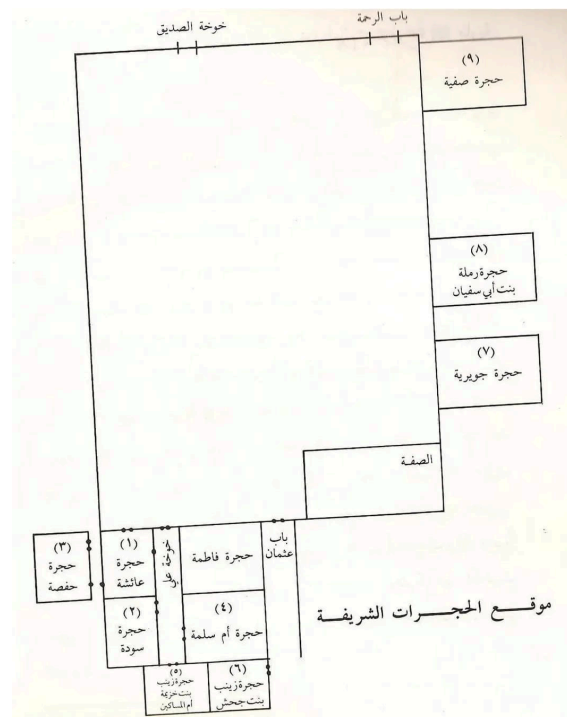 باب الرحمة
خوخة الصديق
(٩)
حجرة صفية
(٨)
حجرة رملة
بنت أبي سفيان
(٧)
حجرة جويرية
الصفة
باب
عثمان
حجرة فاطمة
خوخة علي
(١)
حجرة
عائشة
(٣)
حجرة
حفصة
(٤)
حجرة أم سلمة
(٢)
حجرة
سودة
موقع الحجرات الشريفة
(٦)
حجرة زينب
بنت جحش
(٥)
حجرة زينب
بنت خزيمة
أم المساكين